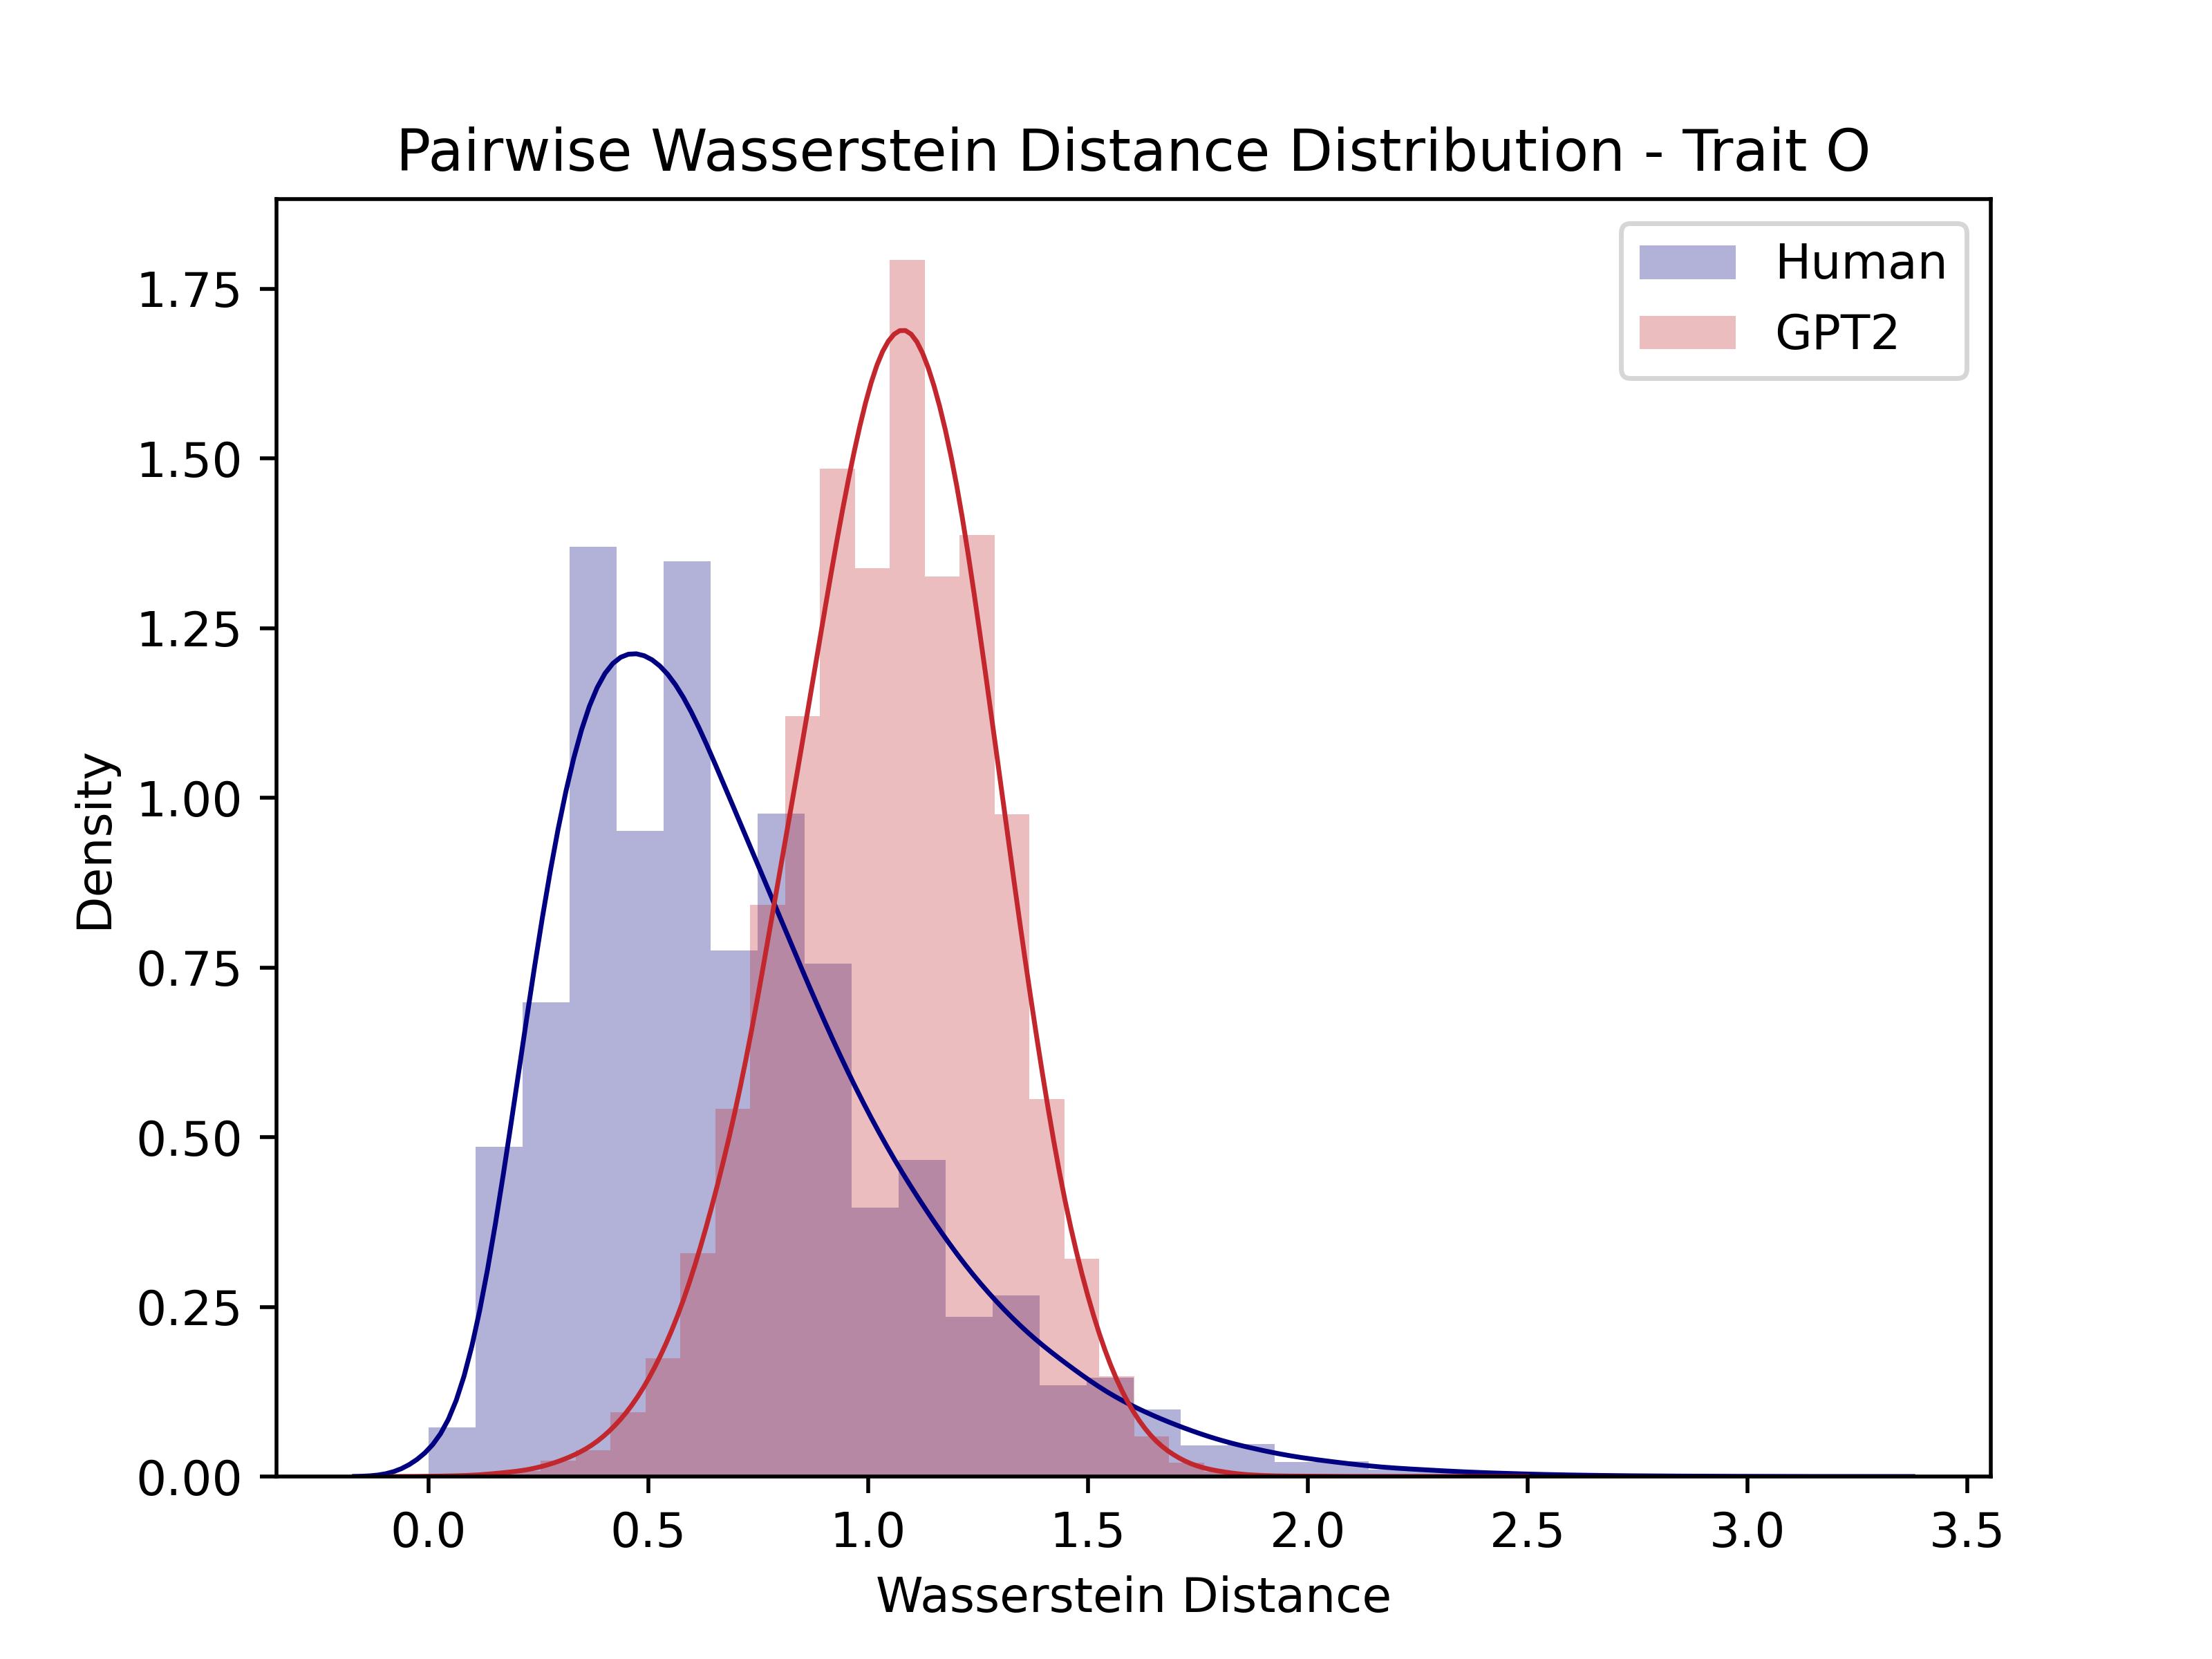 Pairwise Wasserstein Distance Distribution - Trait O
Human
GPT2
1.75
1.50
1.25
1.00
0.75
0.50
0.25
0.00
Density
0.0 0.5 1.0 1.5 2.0 2.5 3.0 3.5
Wasserstein Distance